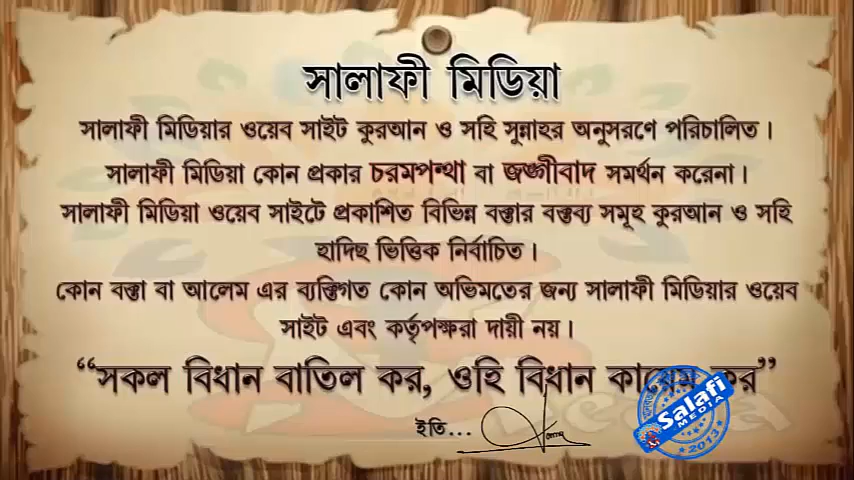 সালাফী মিডিয়া
সালাফী মিডিয়ার ওয়েব সাইট কুরআন ও সহি সুন্নাহর অনুসরণে পরিচালিত।
সালাফী মিডিয়া কোন প্রকার চরমপন্থা বা জঙ্গীবাদ সমর্থন করেনা।
সালাফী মিডিয়া ওয়েব সাইটে প্রকাশিত বিভিন্ন বক্তার বক্তব্য সমূহ কুরআন ও সহি
হাদিছ ভিত্তিক নির্বাচিত।
কোন বক্তা বা আলেম এর ব্যক্তিগত কোন অভিমতের জন্য সালাফী মিডিয়ার ওয়েব
সাইট এবং কর্তৃপক্ষরা দায়ী নয়।
“সকল বিধান বাতিল কর, ওহি বিধান কায়েম কর”
ইতি...
Salafi
MEDIA
2013